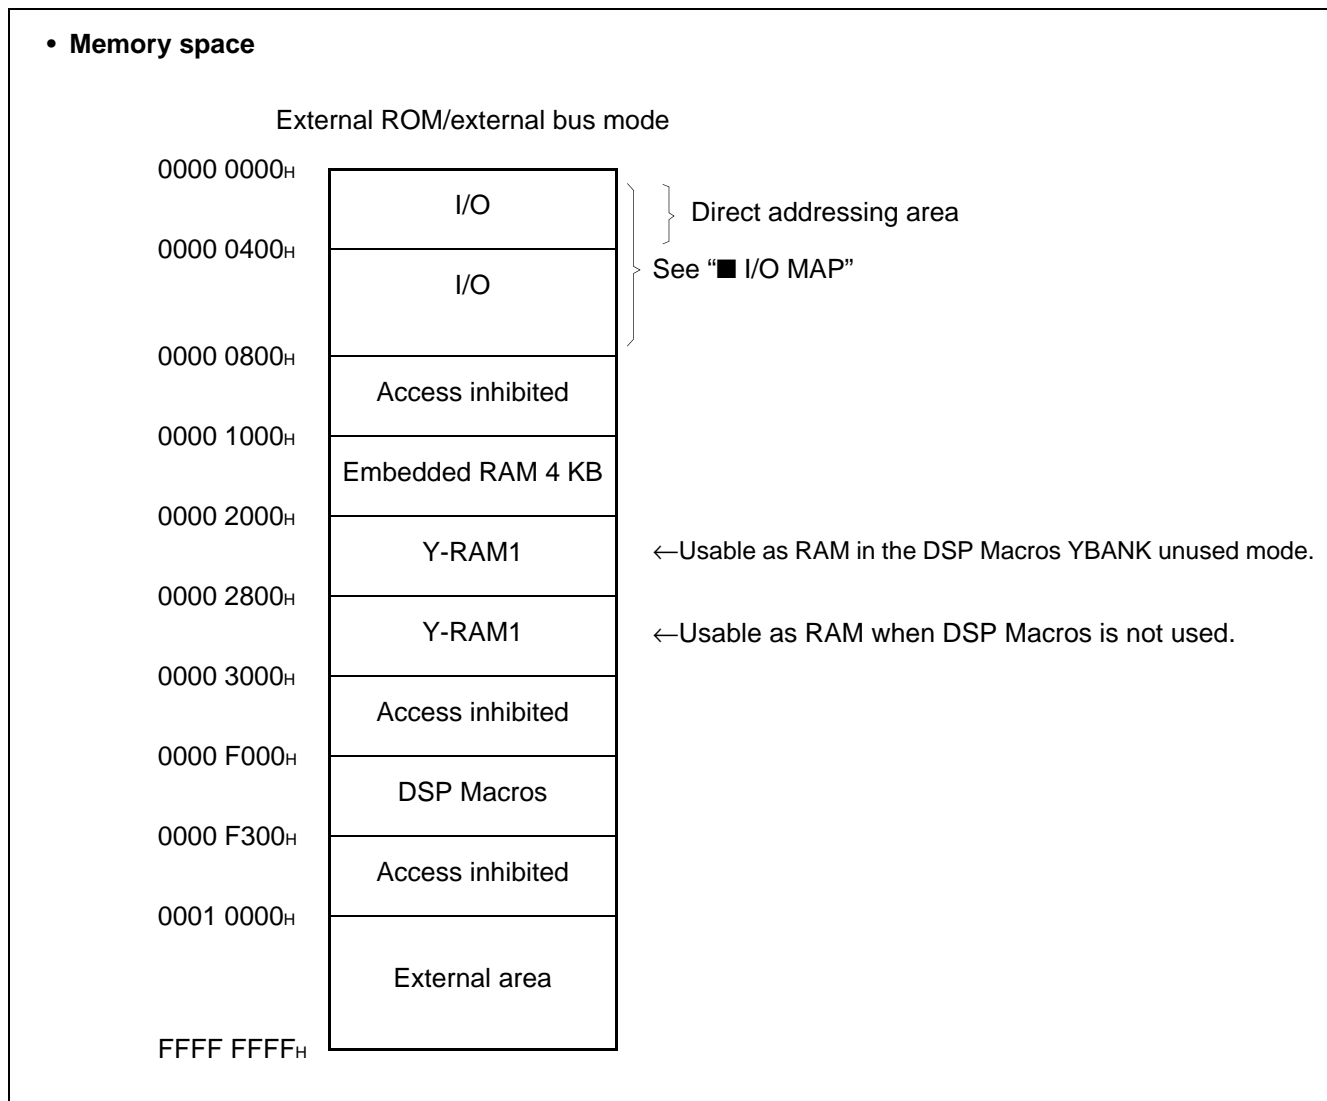 • Memory space
External ROM/external bus mode
0000 0000H
I/O
Direct addressing area
0000 0400H
See “■ I/O MAP”
I/O
0000 0800H
Access inhibited
0000 1000H
Embedded RAM 4 KB
0000 2000H
Y-RAM1
←Usable as RAM in the DSP Macros YBANK unused mode.
0000 2800H
Y-RAM1
←Usable as RAM when DSP Macros is not used.
0000 3000H
Access inhibited
0000 F000H
DSP Macros
0000 F300H
Access inhibited
0001 0000H
External area
FFFF FFFFH